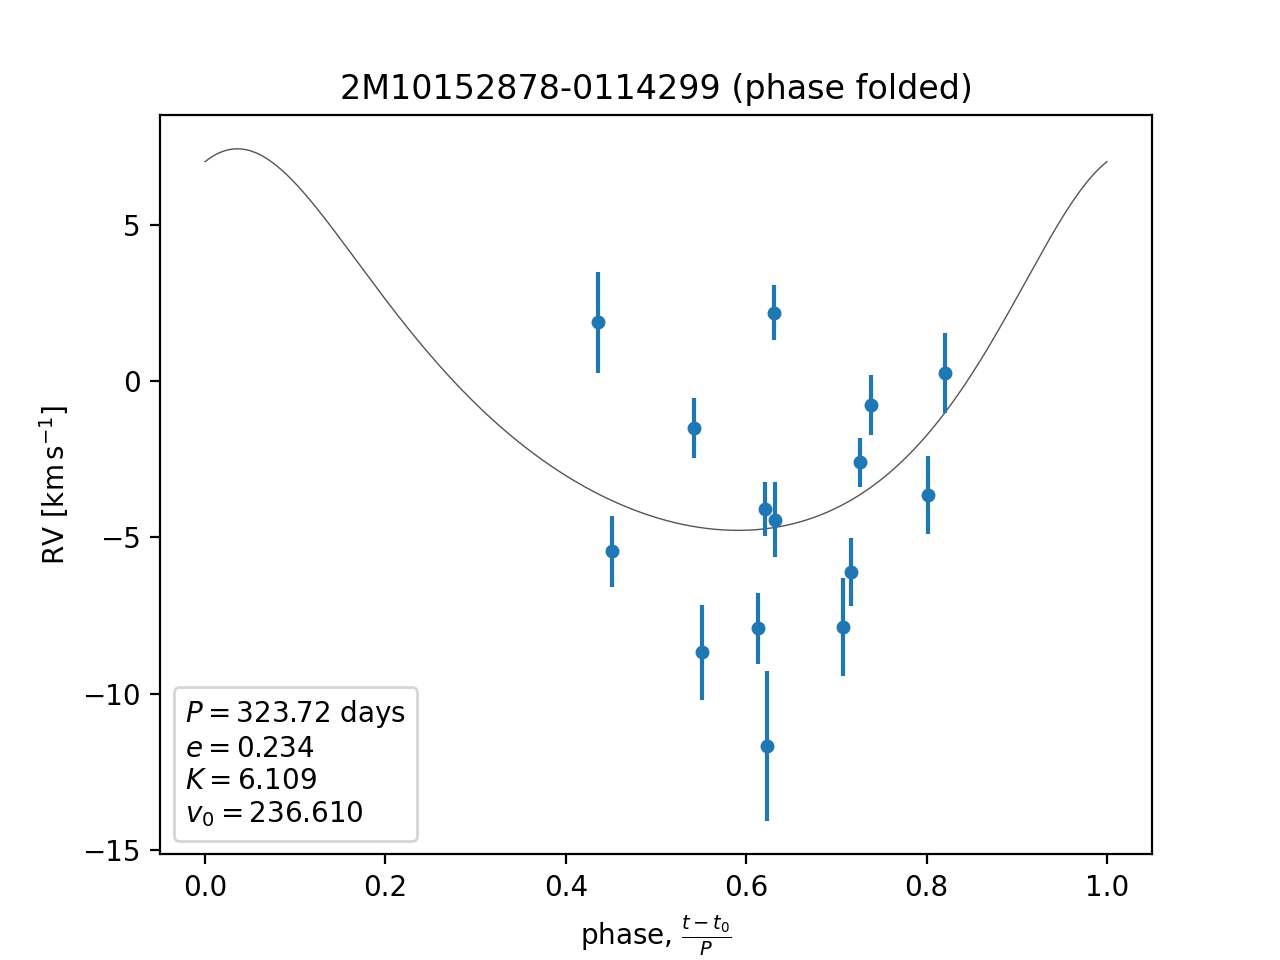 2M10152878-0114299 (phase folded)
RV [km s⁻¹]
5
0
−5
−10
−15
P = 323.72 days
e = 0.234
K = 6.109
v₀ = 236.610
0.0 0.2 0.4 0.6 0.8 1.0
phase, (t − t₀)/P